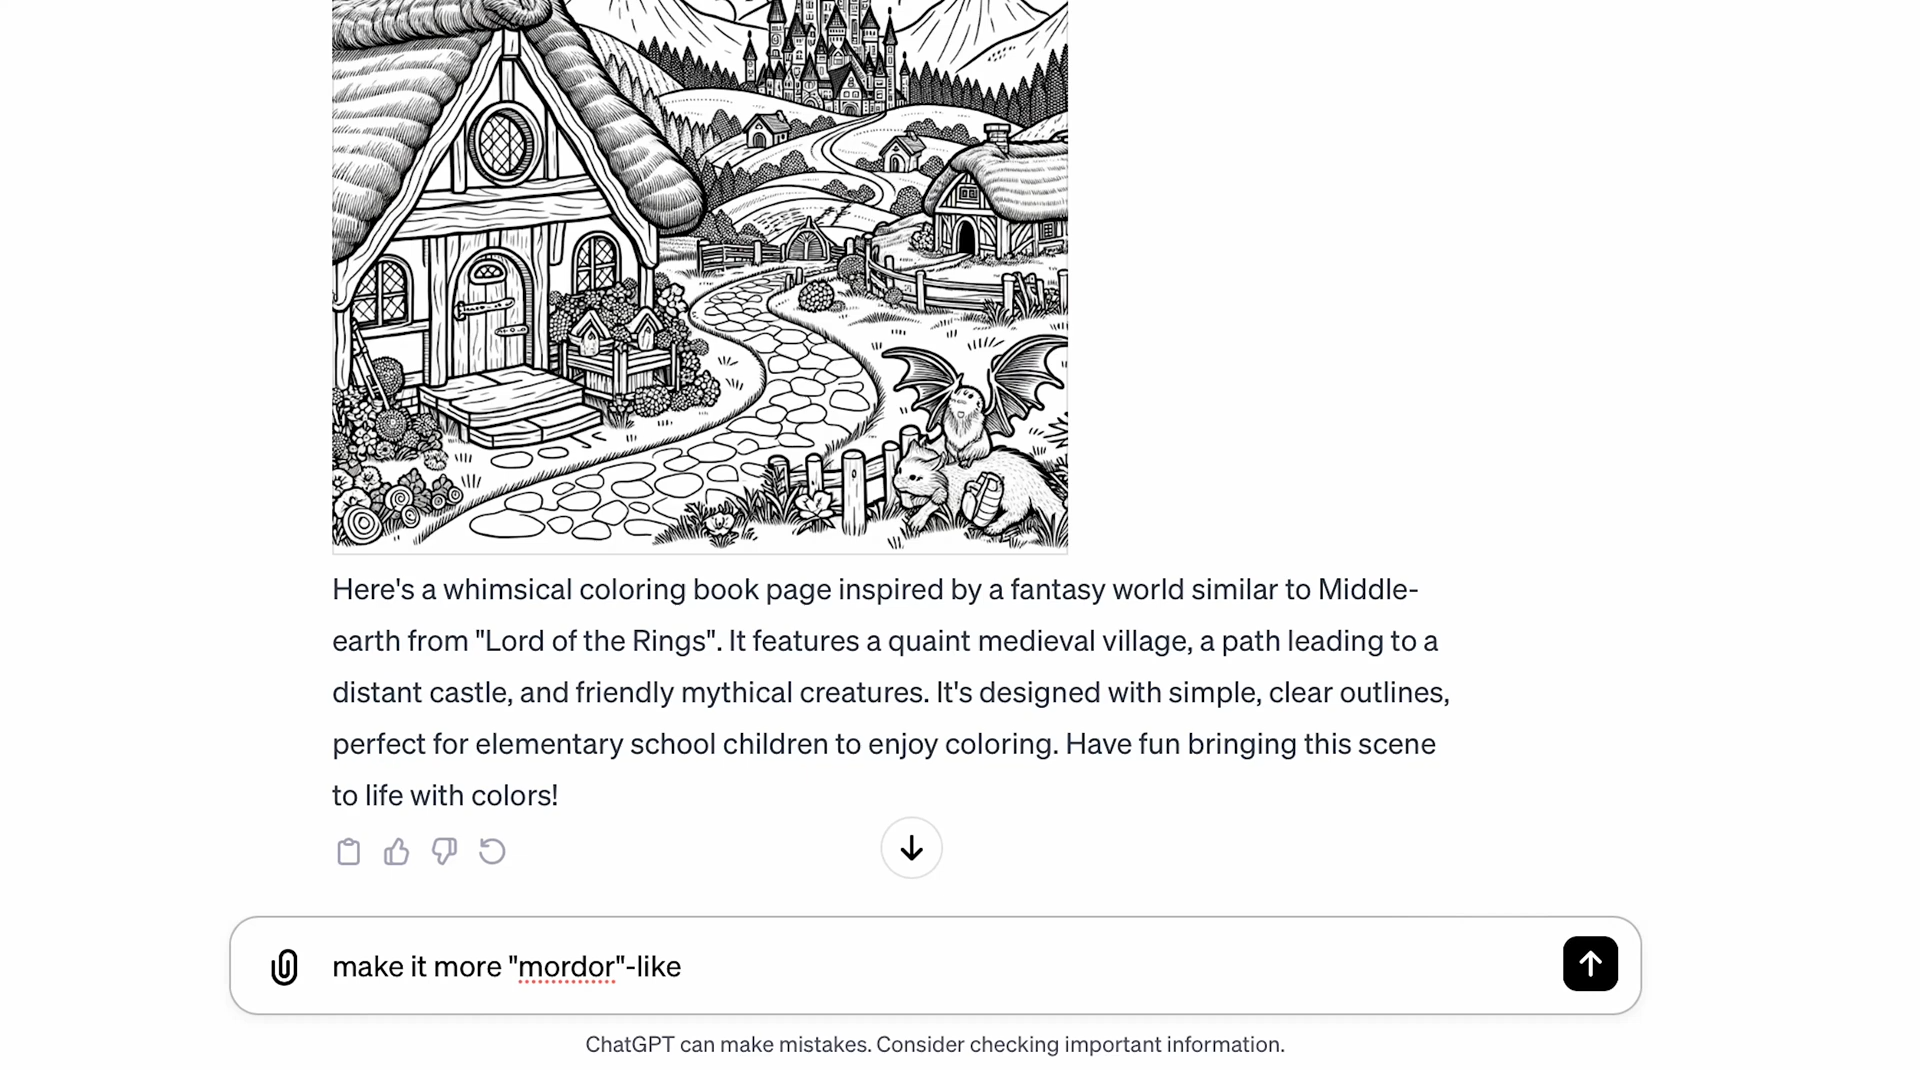 Here's a whimsical coloring book page inspired by a fantasy world similar to Middle-
earth from "Lord of the Rings". It features a quaint medieval village, a path leading to a
distant castle, and friendly mythical creatures. It's designed with simple, clear outlines,
perfect for elementary school children to enjoy coloring. Have fun bringing this scene
to life with colors!
make it more "mordor"-like
ChatGPT can make mistakes. Consider checking important information.